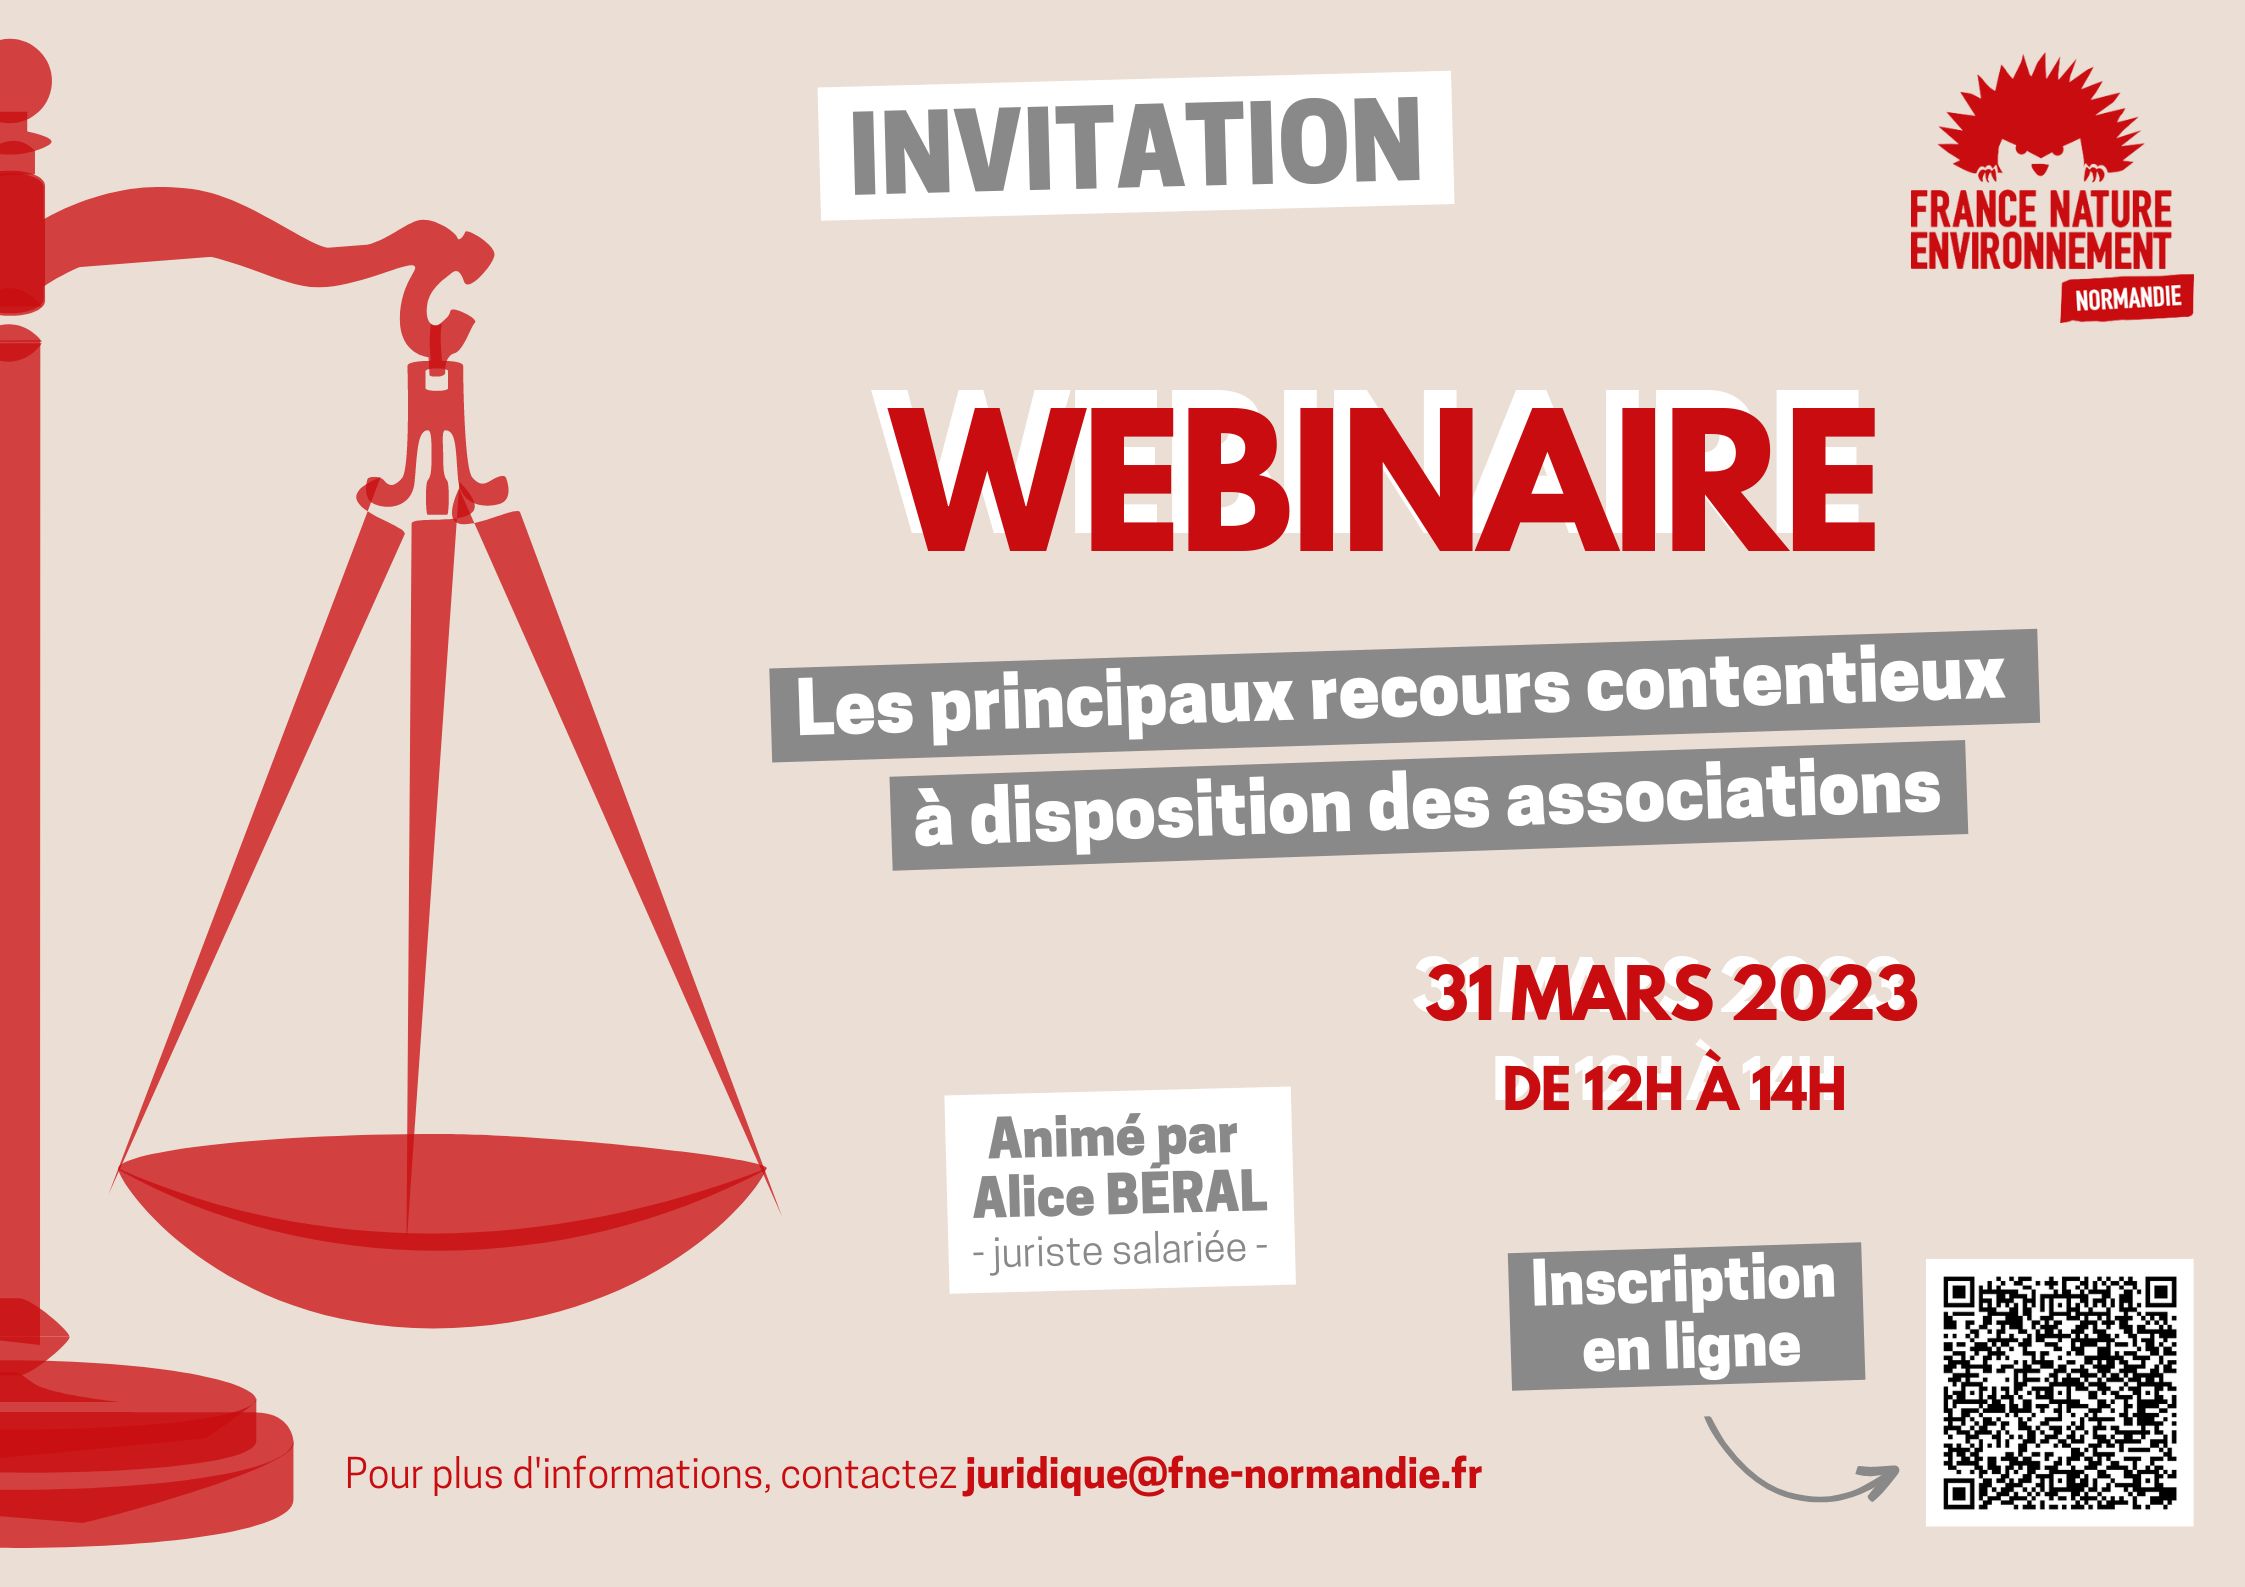 INVITATION
FRANCE NATURE
ENVIRONNEMENT
NORMANDIE
WEBINAIRE
Les principaux recours contentieux
à disposition des associations
31 MARS 2023
DE 12H À 14H
Animé par
Alice BÉRAL
- juriste salariée -
Inscription
en ligne
Pour plus d'informations, contactez juridique@fne-normandie.fr